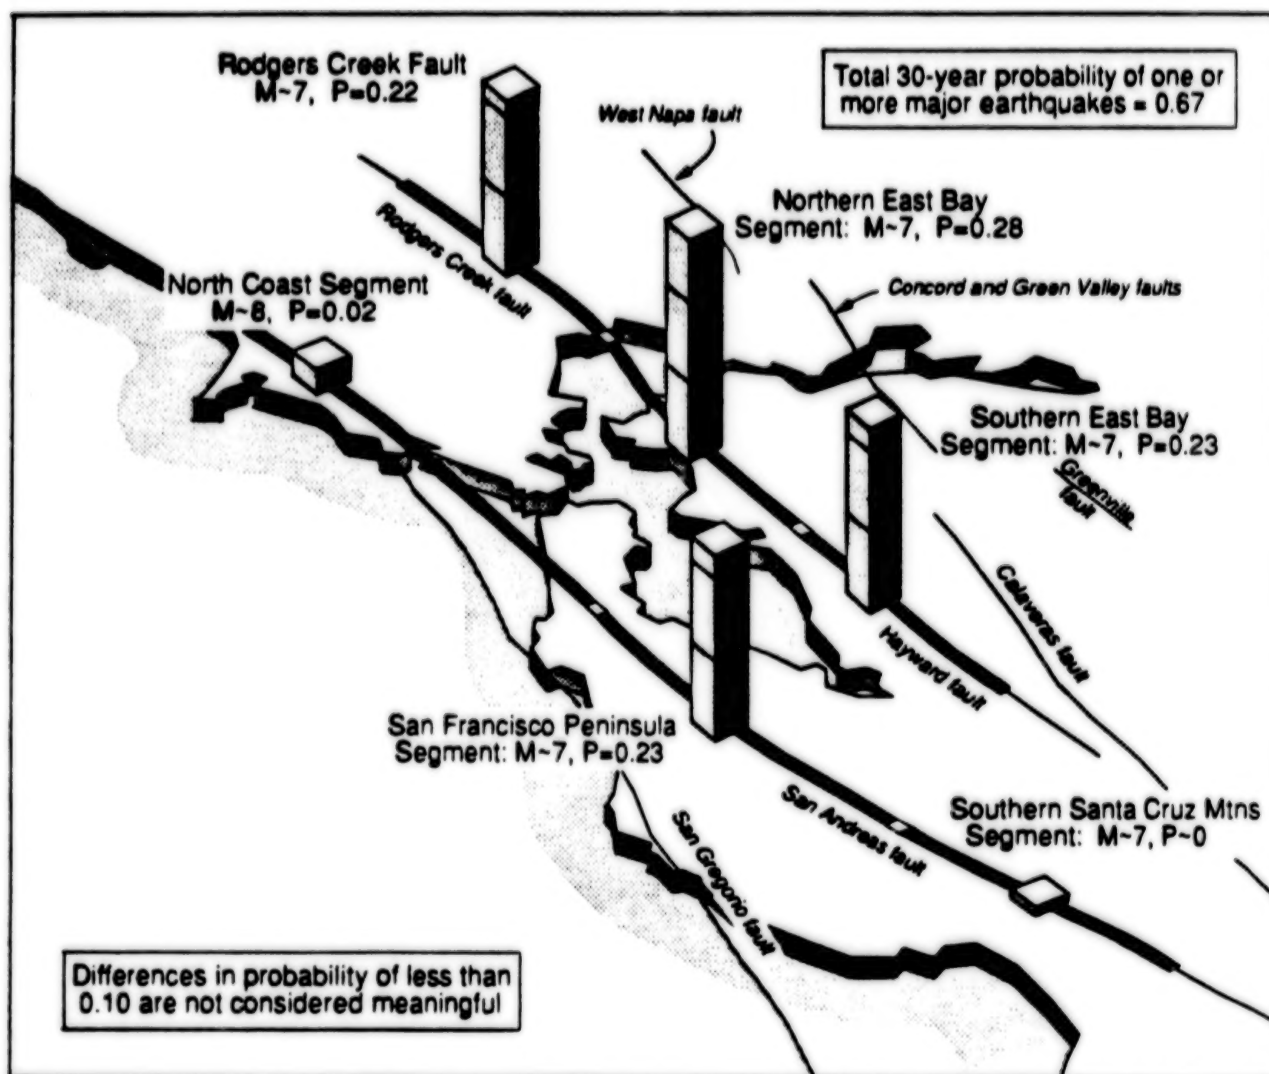 Rodgers Creek Fault
M~7, P=0.22
Total 30-year probability of one or
more major earthquakes = 0.67
West Napa fault
Northern East Bay
Segment: M~7, P=0.28
Rodgers Creek fault
North Coast Segment
M~8, P=0.02
Concord and Green Valley faults
Southern East Bay
Segment: M~7, P=0.23
Greenville
fault
Calaveras fault
Hayward fault
San Francisco Peninsula
Segment: M~7, P=0.23
San Andreas fault
Southern Santa Cruz Mtns
Segment: M~7, P~0
San Gregorio fault
Differences in probability of less than
0.10 are not considered meaningful